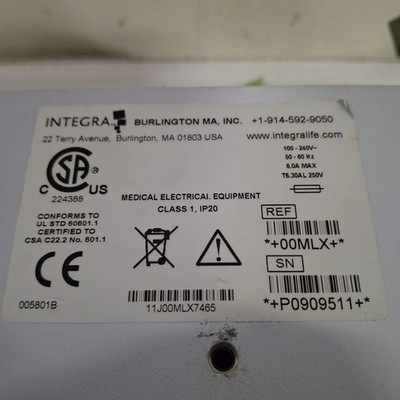 INTEGRA BURLINGTON MA, INC. +1-914-592-9050
22 Terry Avenue, Burlington, MA 01803 USA www.integralife.com
100 - 240V~
50 - 60 Hz
6.0A MAX
T6.30AL 250V
CSA
C US
224388
MEDICAL ELECTRICAL EQUIPMENT
CLASS 1, IP20
CONFORMS TO
UL STD 60601.1
CERTIFIED TO
CSA C22.2 No. 601.1
REF
*+00MLX+*
SN
*+P0909511+*
CE
005801B
11J00MLX7465